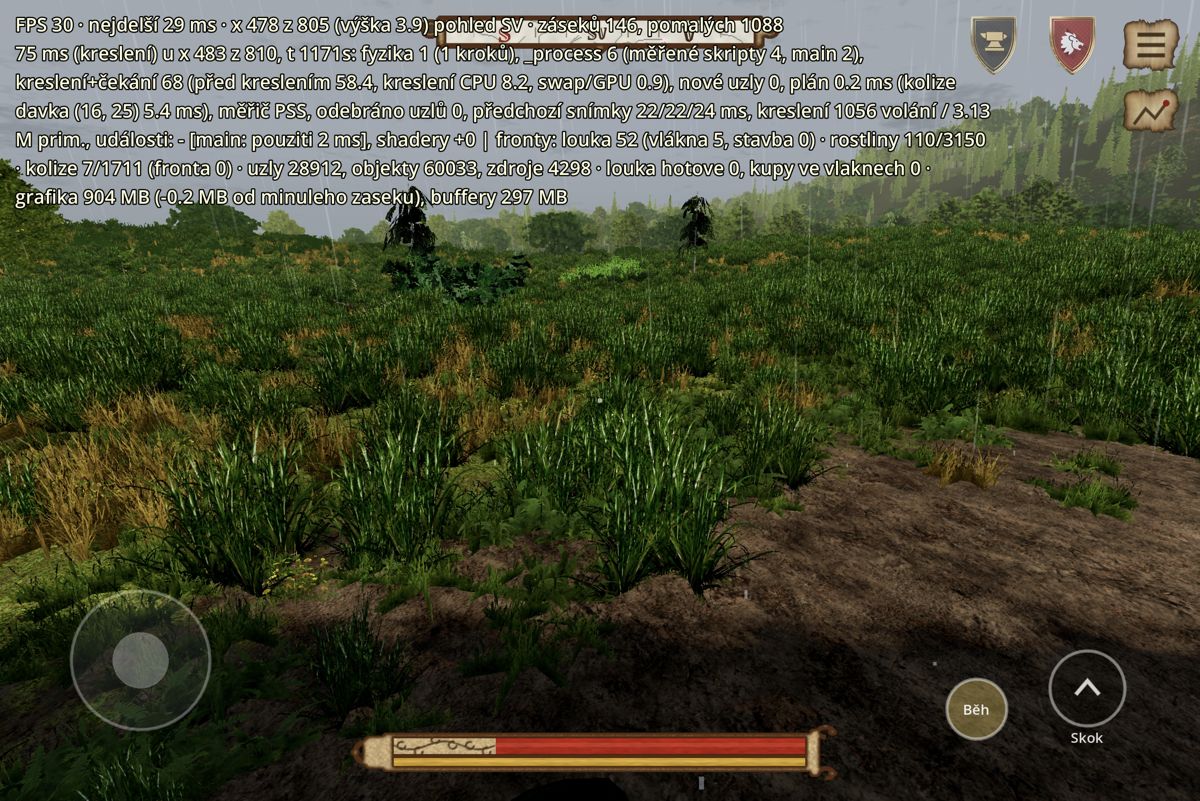 FPS 30 · nejdelší 29 ms · x 478 z 805 (výška 3.9) pohled SV · záseků 146, pomalých 1088
75 ms (kreslení) u x 483 z 810, t 1171s: fyzika 1 (1 kroků), _process 6 (měřené skripty 4, main 2),
kreslení+čekání 68 (před kreslením 58.4, kreslení CPU 8.2, swap/GPU 0.9), nové uzly 0, plán 0.2 ms (kolize
davka (16, 25) 5.4 ms), měřič PSS, odebráno uzlů 0, předchozí snímky 22/22/24 ms, kreslení 1056 volání / 3.13
M prim., události: - [main: pouziti 2 ms], shadery +0 | fronty: louka 52 (vlákna 5, stavba 0) · rostliny 110/3150
· kolize 7/1711 (fronta 0) · uzly 28912, objekty 60033, zdroje 4298 · louka hotove 0, kupy ve vlaknech 0 ·
grafika 904 MB (-0.2 MB od minuleho zaseku), buffery 297 MB
Běh
Skok